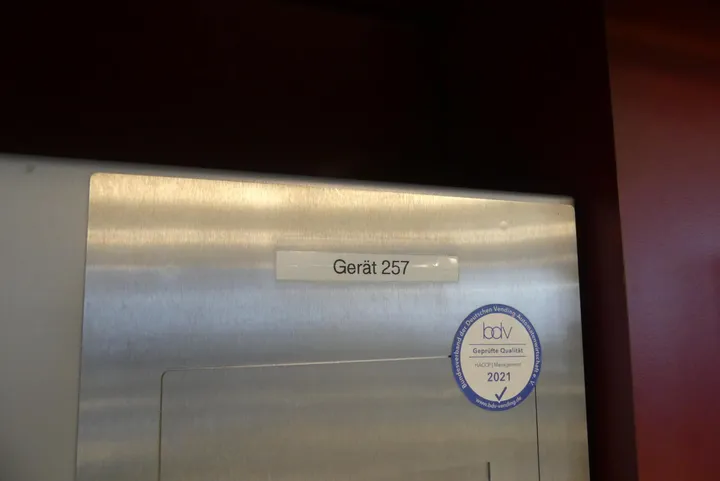 Gerät 257
Bundesverband der Deutschen Vending Automatenwirtschaft e.V.
bdv
Geprüfte Qualität
HACCP | Management
2021
www.bdv-vending.de